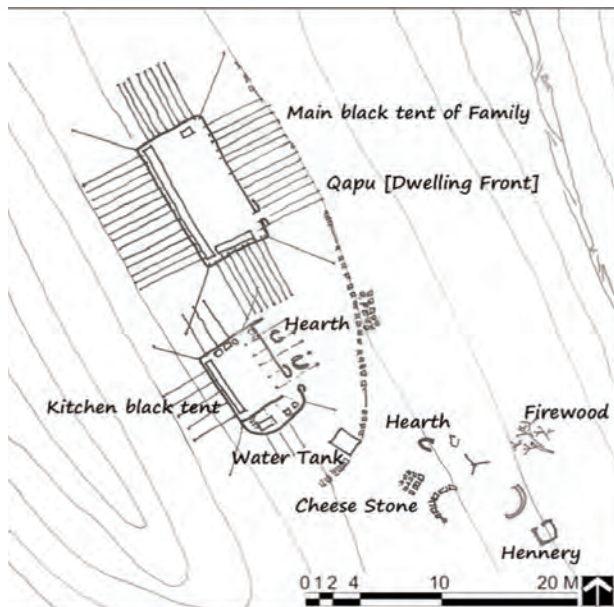 Main black tent of Family
Qapu [Dwelling Front]
Hearth
Kitchen black tent
Hearth
Firewood
Water Tank
Cheese Stone
Hennery
0 1 2 4 10 20 M